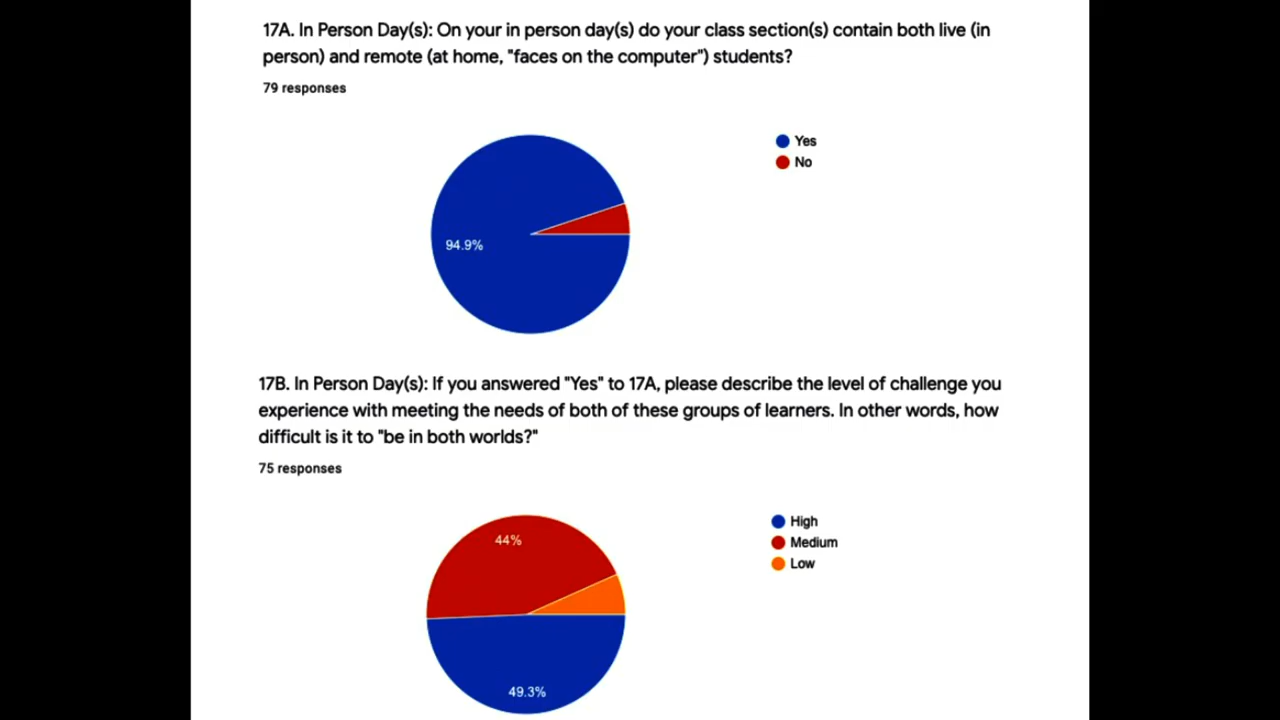 17A. In Person Day(s): On your in person day(s) do your class section(s) contain both live (in
person) and remote (at home, "faces on the computer") students?
79 responses
Yes
No
94.9%
17B. In Person Day(s): If you answered "Yes" to 17A, please describe the level of challenge you
experience with meeting the needs of both of these groups of learners. In other words, how
difficult is it to "be in both worlds?"
75 responses
High
Medium
Low
44%
49.3%